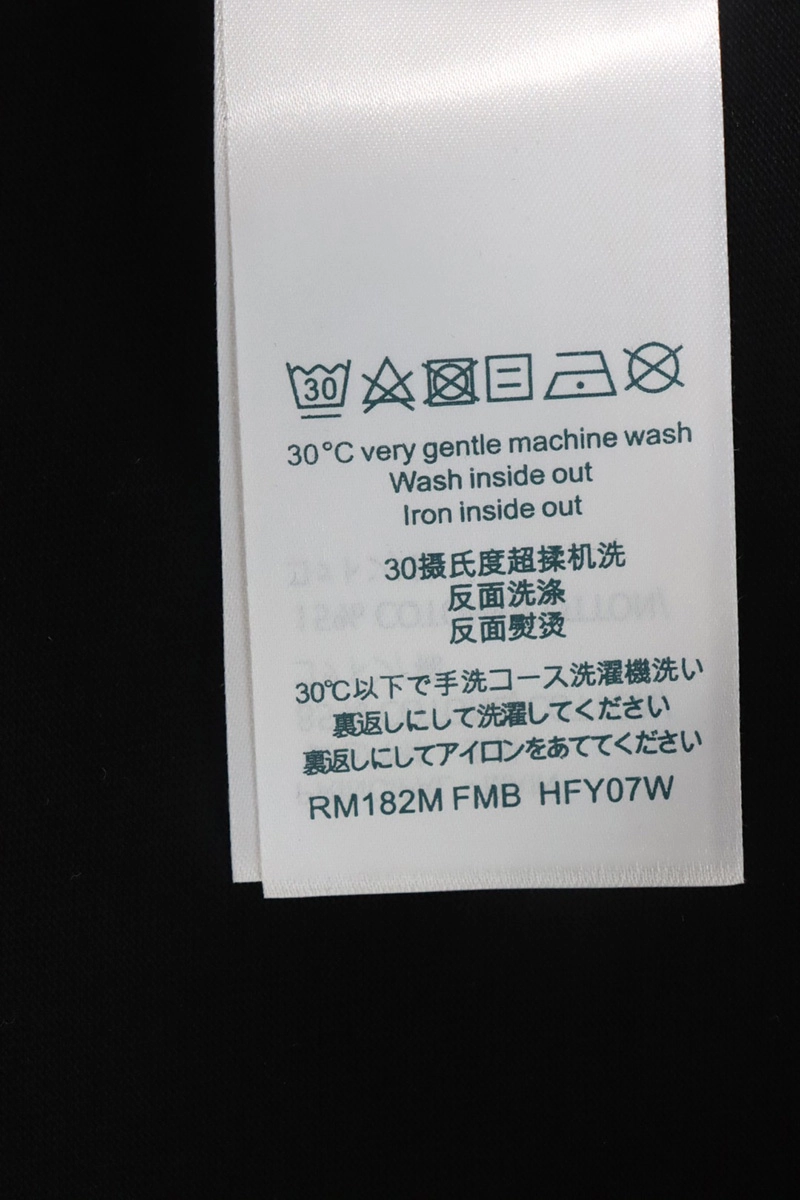 30
30°C very gentle machine wash
Wash inside out
Iron inside out
30摄氏度超揉机洗
反面洗涤
反面熨烫
30℃以下で手洗コース洗濯機洗い
裏返しにして洗濯してください
裏返しにしてアイロンをあててください
RM182M FMB HFY07W